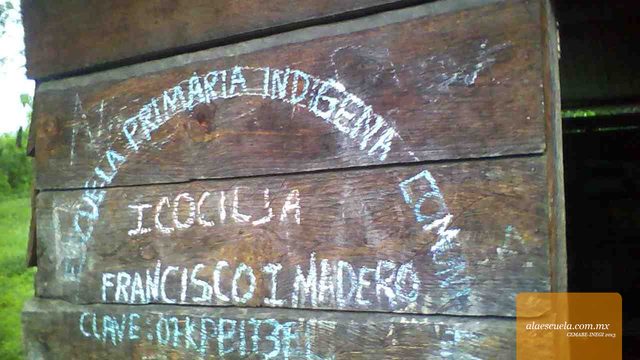 ESCUELA PRIMARIA INDIGENA
ICOCILJA
FRANCISCO I MADERO
CLAVE:
alaescuela.com.mx
CEMABE-INEGI 2013